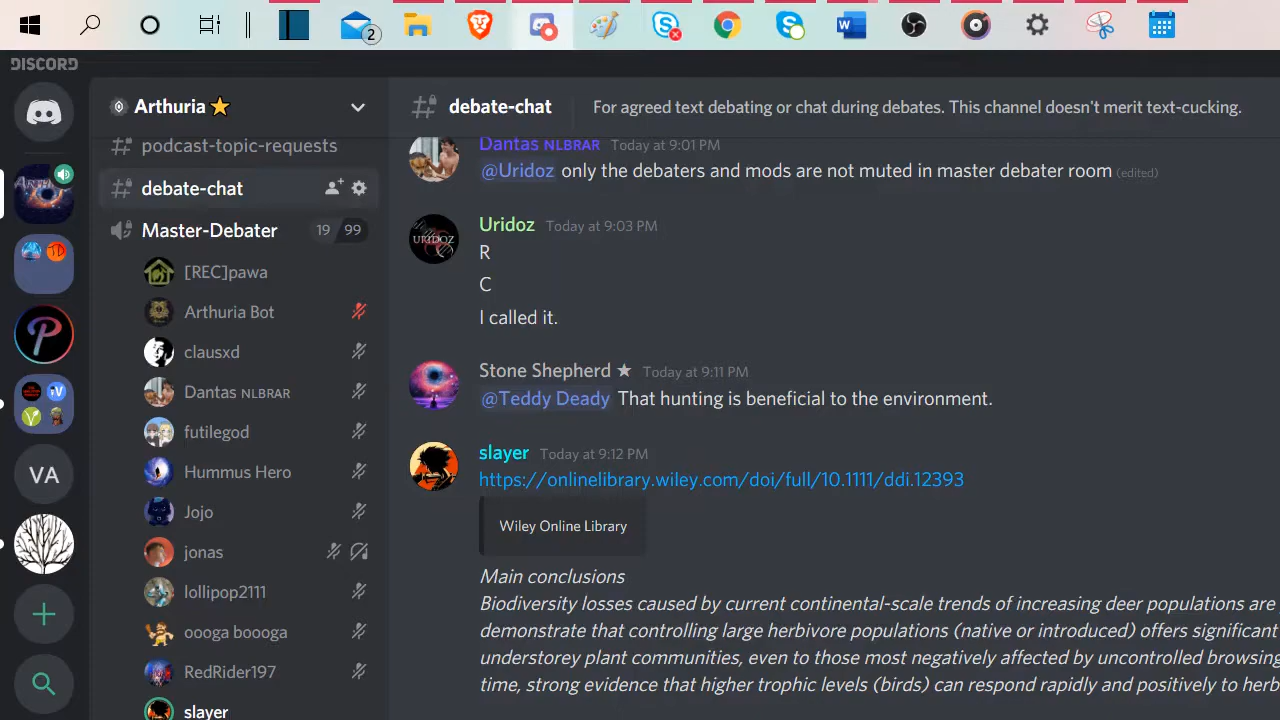 2
DISCORD
Arthuria
podcast-topic-requests
debate-chat
Master-Debater 19 99
[REC]pawa
Arthuria Bot
clausxd
Dantas NLBRAR
futilegod
Hummus Hero
Jojo
jonas
lollipop2111
oooga boooga
RedRider197
slayer
VA
debate-chat For agreed text debating or chat during debates. This channel doesn't merit text-cucking.
Dantas NLBRAR Today at 9:01 PM
@Uridoz only the debaters and mods are not muted in master debater room (edited)
URIDOZ
Uridoz Today at 9:03 PM
R
C
I called it.
Stone Shepherd ★ Today at 9:11 PM
@Teddy Deady That hunting is beneficial to the environment.
slayer Today at 9:12 PM
https://onlinelibrary.wiley.com/doi/full/10.1111/ddi.12393
Wiley Online Library
Main conclusions
Biodiversity losses caused by current continental-scale trends of increasing deer populations are
demonstrate that controlling large herbivore populations (native or introduced) offers significant
understorey plant communities, even to those most negatively affected by uncontrolled browsing
time, strong evidence that higher trophic levels (birds) can respond rapidly and positively to herb